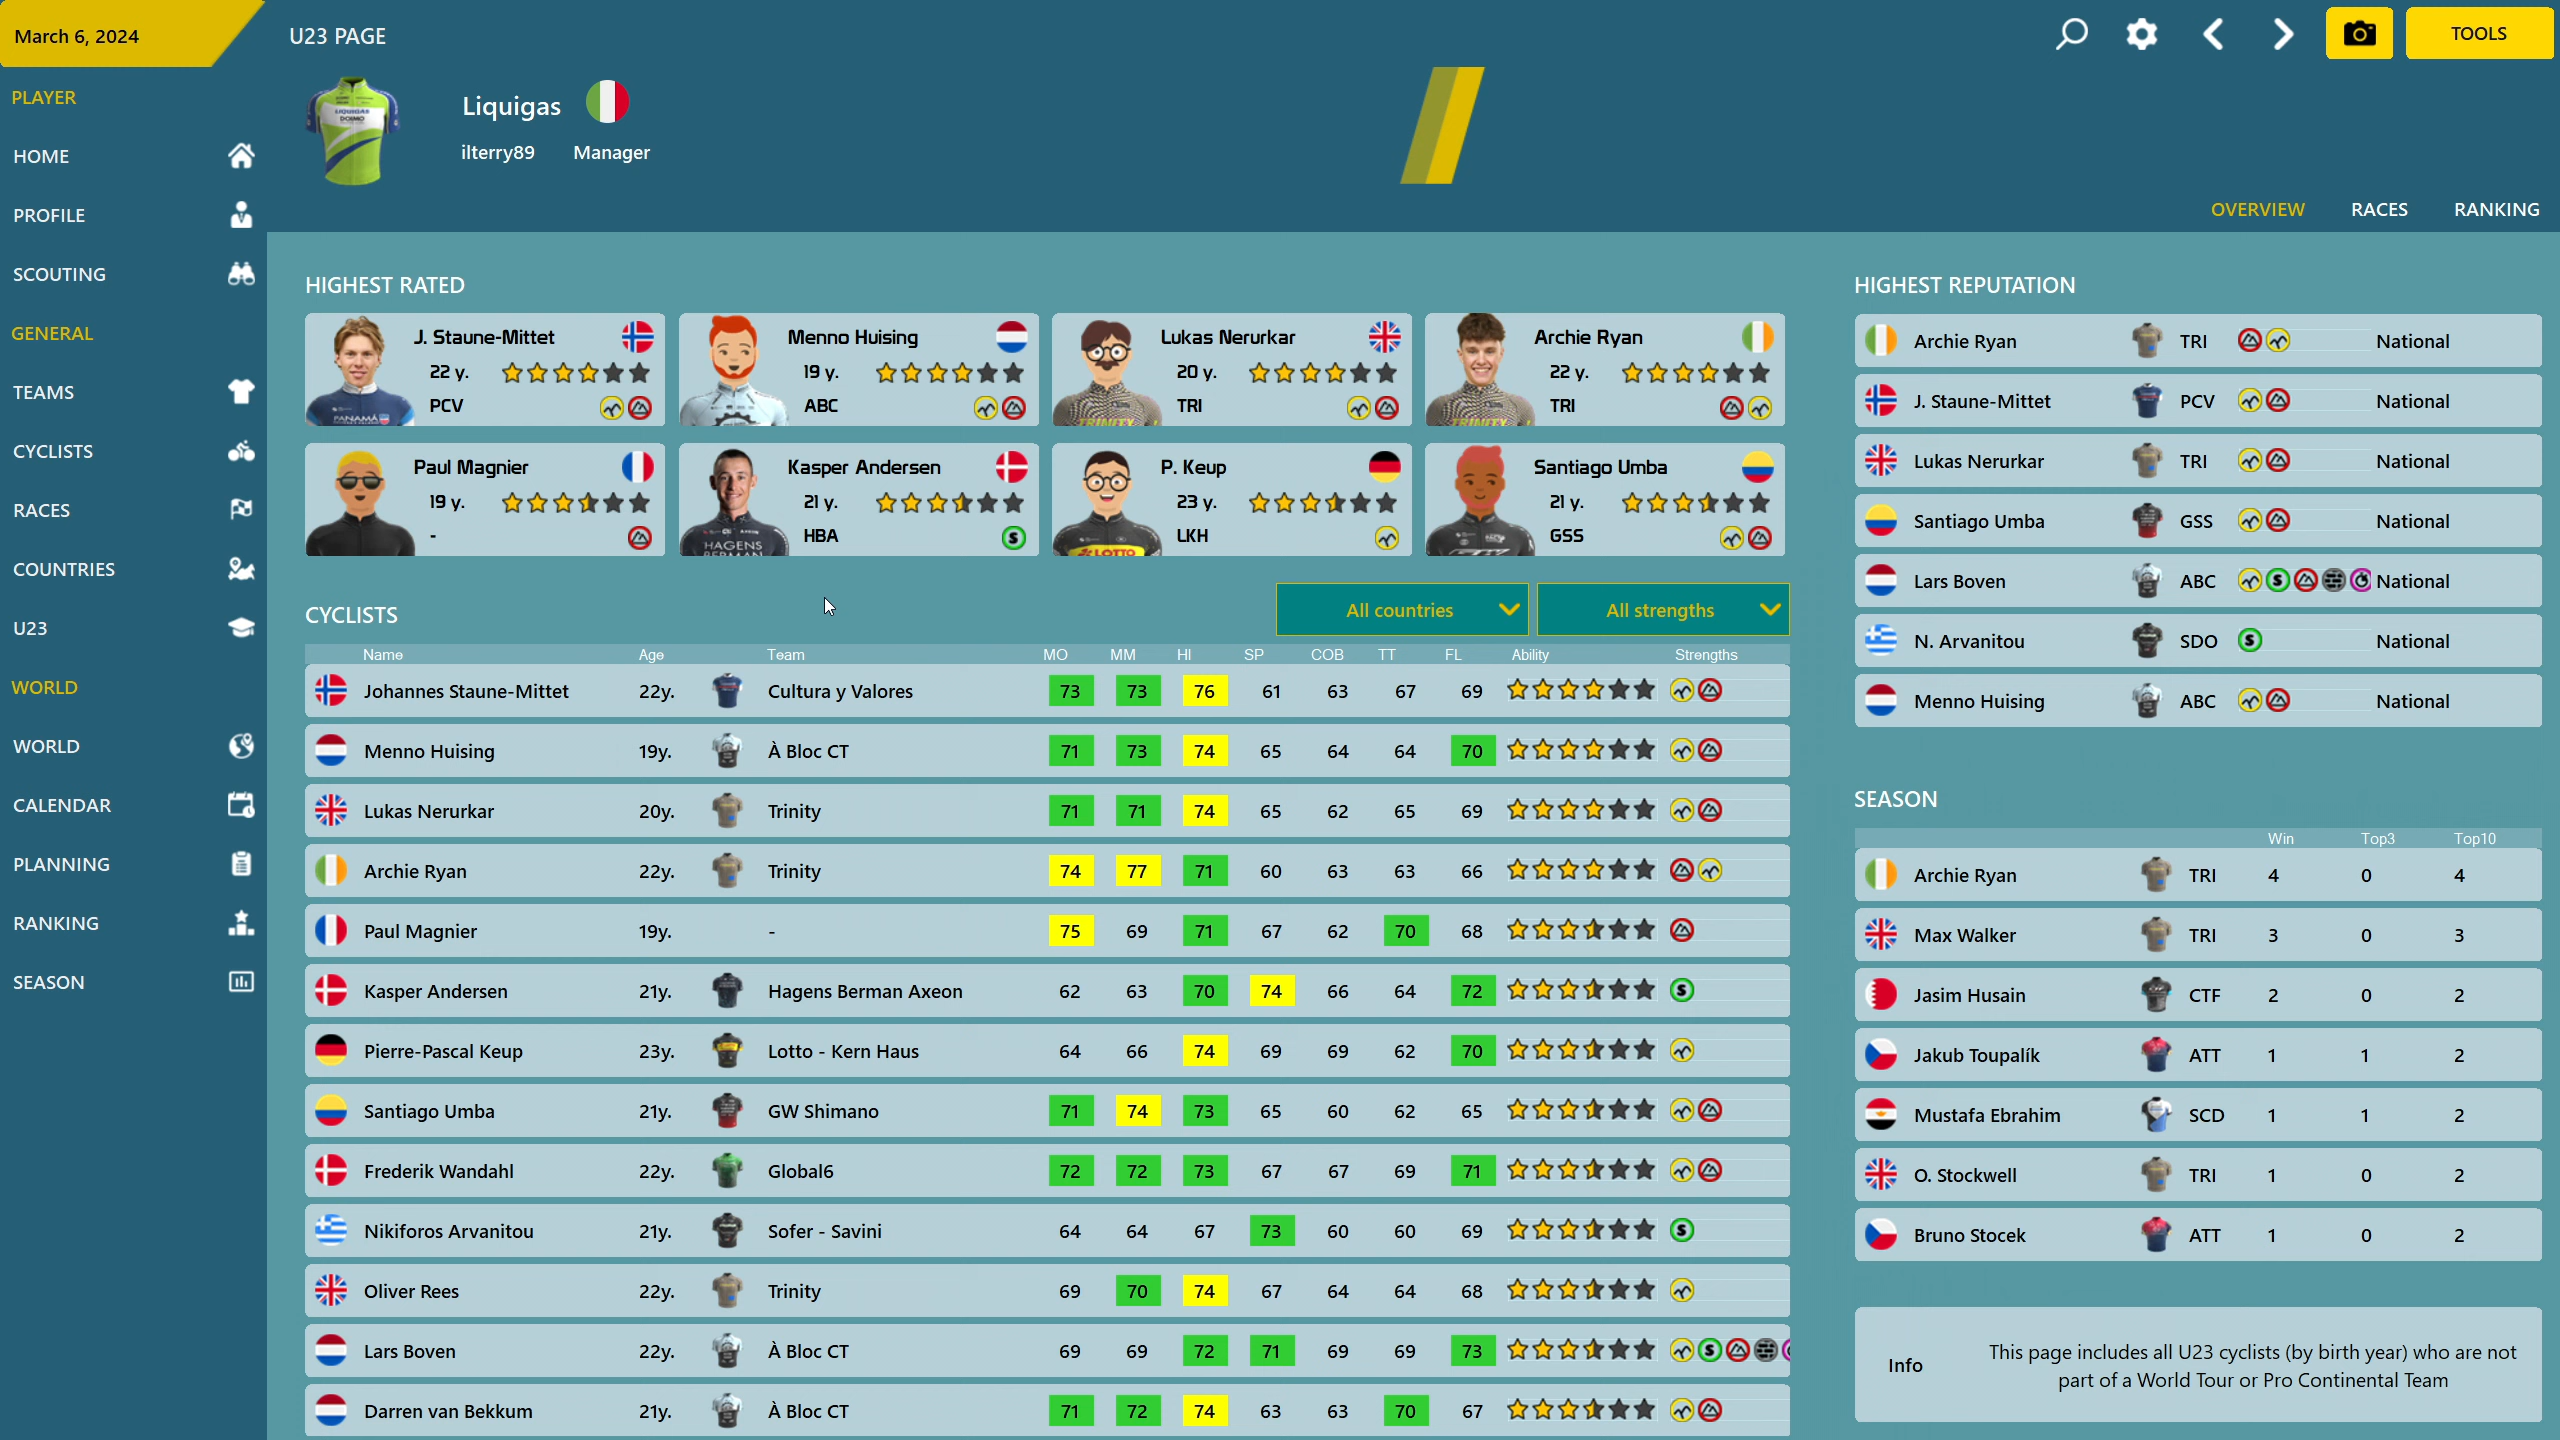 March 6, 2024
U23 PAGE
TOOLS
PLAYER
HOME
PROFILE
SCOUTING
GENERAL
TEAMS
CYCLISTS
RACES
COUNTRIES
U23
WORLD
WORLD
CALENDAR
PLANNING
RANKING
SEASON
LIQUIGAS
DOIMO
Liquigas
ilterry89 Manager
OVERVIEW RACES RANKING
HIGHEST RATED
J. Staune-Mittet
22 y.
PCV
PANAMÁ
Menno Huising
19 y.
ABC
Lukas Nerurkar
20 y.
TRI
TRINITY
Archie Ryan
22 y.
TRI
TRINITY
Paul Magnier
19 y.
-
Kasper Andersen
21 y.
HBA
HAGENS
BERMAN
P. Keup
23 y.
LKH
LOTTO
Santiago Umba
21 y.
GSS
CYCLISTS
All countries
All strengths
Name Age Team MO MM HI SP COB TT FL Ability Strengths
Johannes Staune-Mittet 22y. Cultura y Valores 73 73 76 61 63 67 69
Menno Huising 19y. À Bloc CT 71 73 74 65 64 64 70
Lukas Nerurkar 20y. Trinity 71 71 74 65 62 65 69
Archie Ryan 22y. Trinity 74 77 71 60 63 63 66
Paul Magnier 19y. - 75 69 71 67 62 70 68
Kasper Andersen 21y. Hagens Berman Axeon 62 63 70 74 66 64 72 S
Pierre-Pascal Keup 23y. Lotto - Kern Haus 64 66 74 69 69 62 70
Santiago Umba 21y. GW Shimano 71 74 73 65 60 62 65
Frederik Wandahl 22y. Global6 72 72 73 67 67 69 71
Nikiforos Arvanitou 21y. Sofer - Savini 64 64 67 73 60 60 69 S
Oliver Rees 22y. Trinity 69 70 74 67 64 64 68
Lars Boven 22y. À Bloc CT 69 69 72 71 69 69 73 S
Darren van Bekkum 21y. À Bloc CT 71 72 74 63 63 70 67
HIGHEST REPUTATION
Archie Ryan TRI National
J. Staune-Mittet PCV National
Lukas Nerurkar TRI National
Santiago Umba GSS National
Lars Boven ABC S National
N. Arvanitou SDO S National
Menno Huising ABC National
SEASON
Win Top3 Top10
Archie Ryan TRI 4 0 4
Max Walker TRI 3 0 3
Jasim Husain CTF 2 0 2
Jakub Toupalík ATT 1 1 2
Mustafa Ebrahim SCD 1 1 2
O. Stockwell TRI 1 0 2
Bruno Stocek ATT 1 0 2
Info
This page includes all U23 cyclists (by birth year) who are not
part of a World Tour or Pro Continental Team